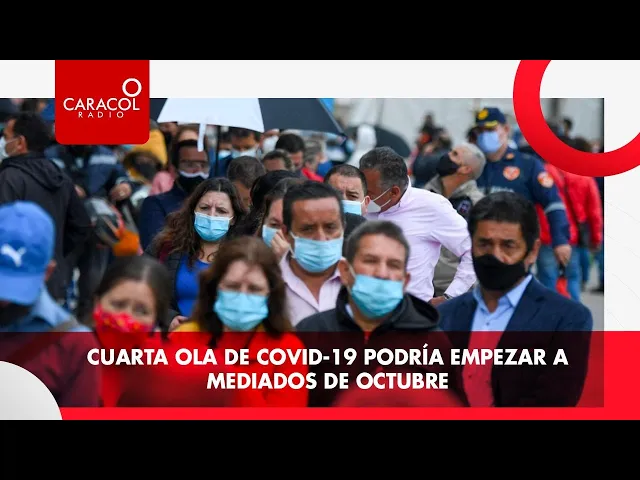 CARACOL
RADIO
CUARTA OLA DE COVID-19 PODRÍA EMPEZAR A
MEDIADOS DE OCTUBRE